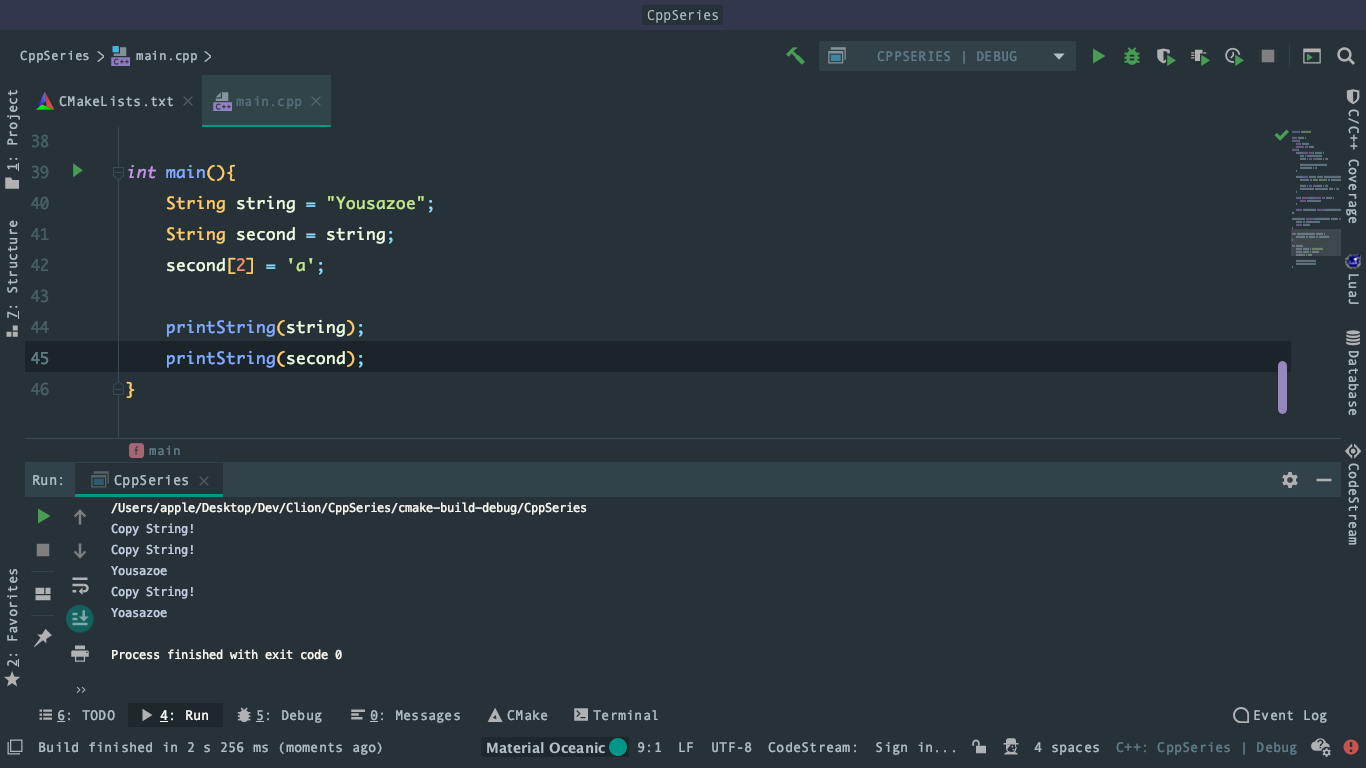 CppSeries
CppSeries > main.cpp >
CPPSERIES | DEBUG
CMakeLists.txt
main.cpp
1: Project
Z: Structure
2: Favorites
38
39 int main(){
40 String string = "Yousazoe";
41 String second = string;
42 second[2] = 'a';
43
44 printString(string);
45 printString(second);
46 }
f main
C/C++ Coverage
LuaJ
Database
CodeStream
Run: CppSeries
/Users/apple/Desktop/Dev/Clion/CppSeries/cmake-build-debug/CppSeries
Copy String!
Copy String!
Yousazoe
Copy String!
Yoasazoe
Process finished with exit code 0
6: TODO 4: Run 5: Debug 0: Messages CMake Terminal Event Log
Build finished in 2 s 256 ms (moments ago) Material Oceanic 9:1 LF UTF-8 CodeStream: Sign in... 4 spaces C++: CppSeries | Debug